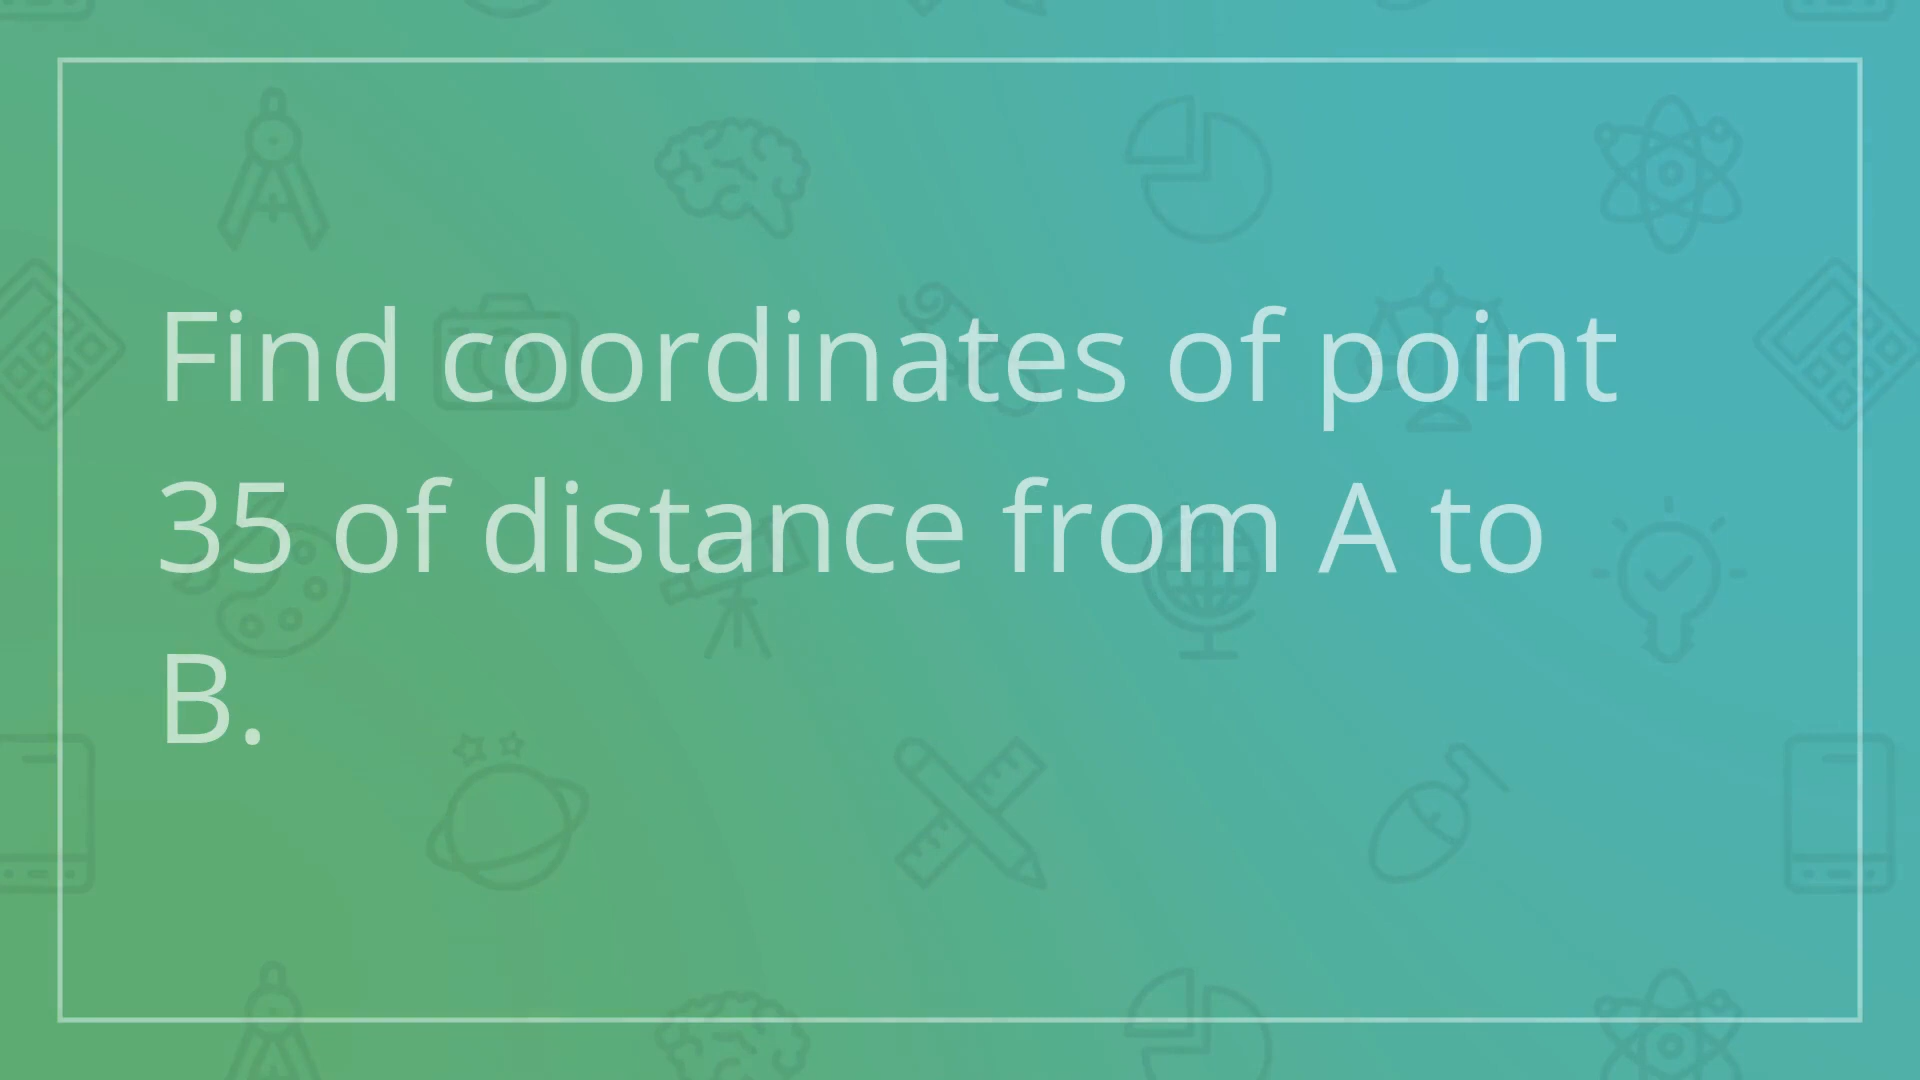 Find coordinates of point
35 of distance from A to
B.